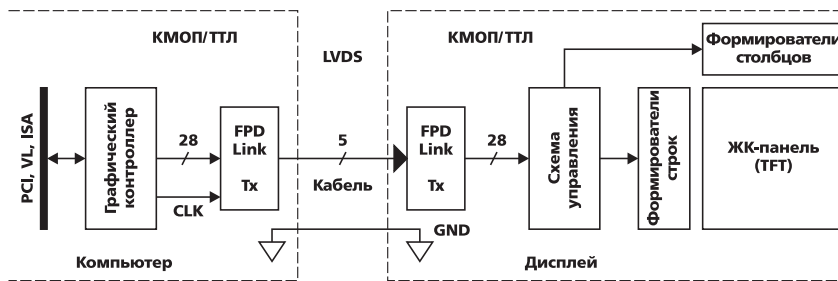 КМОП/ТТЛ
LVDS
КМОП/ТТЛ
Формирователи
столбцов
PCI, VL, ISA
Графический
контроллер
28
CLK
FPD
Link
Tx
5
Кабель
FPD
Link
Tx
28
Схема
управления
Формирователи
строк
ЖК-панель
(TFT)
GND
Компьютер
Дисплей